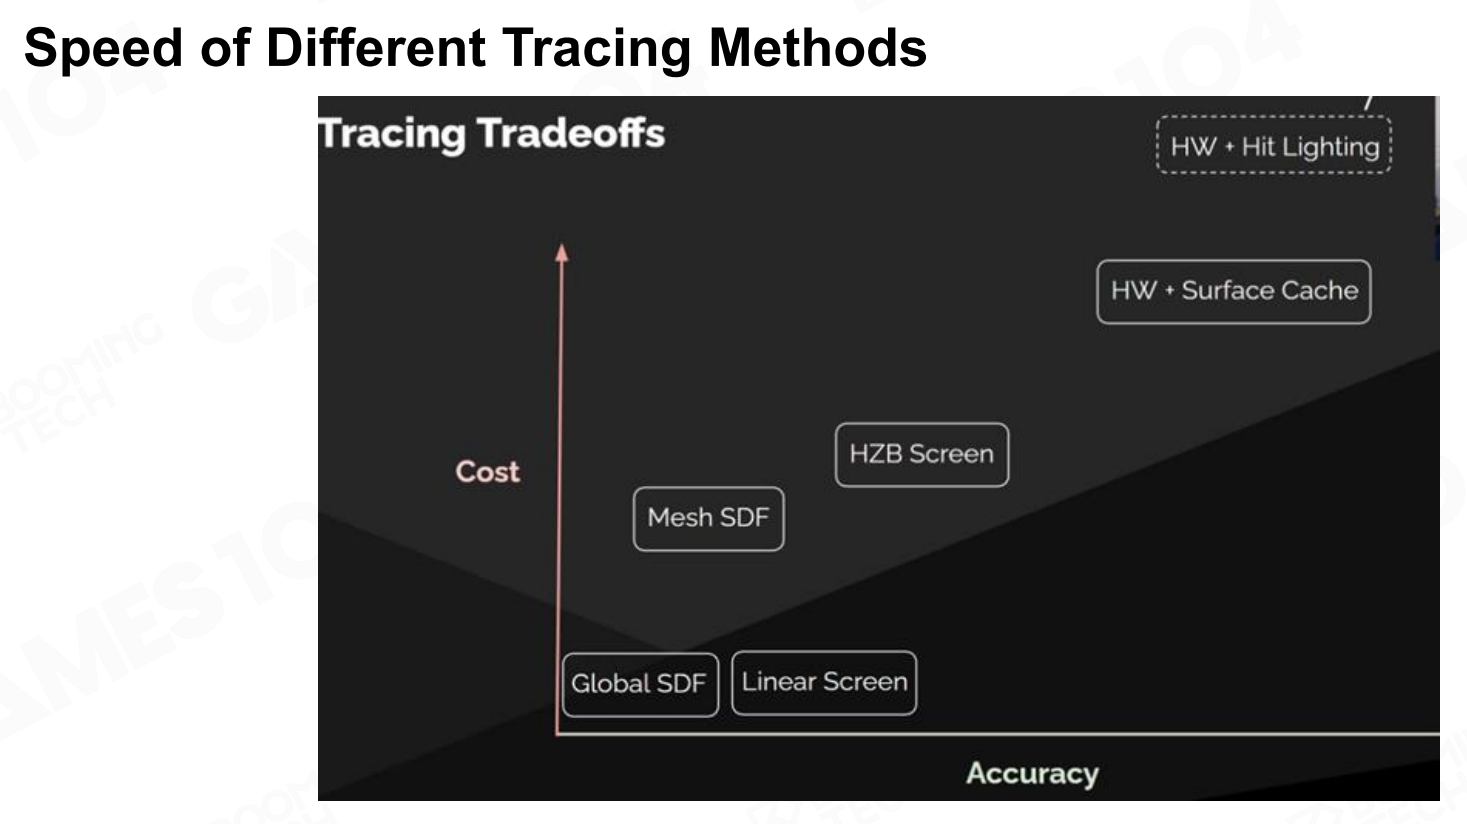 Speed of Different Tracing Methods
Tracing Tradeoffs
HW + Hit Lighting
HW + Surface Cache
HZB Screen
Cost
Mesh SDF
Global SDF
Linear Screen
Accuracy